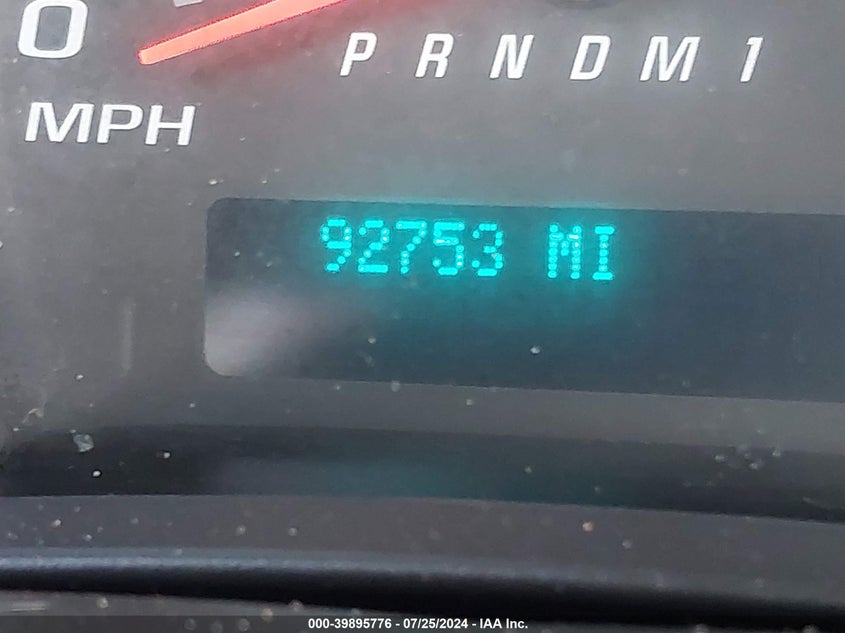 0
P R N D M 1
MPH
92753 MI
000-39895776 - 07/25/2024 - IAA Inc.